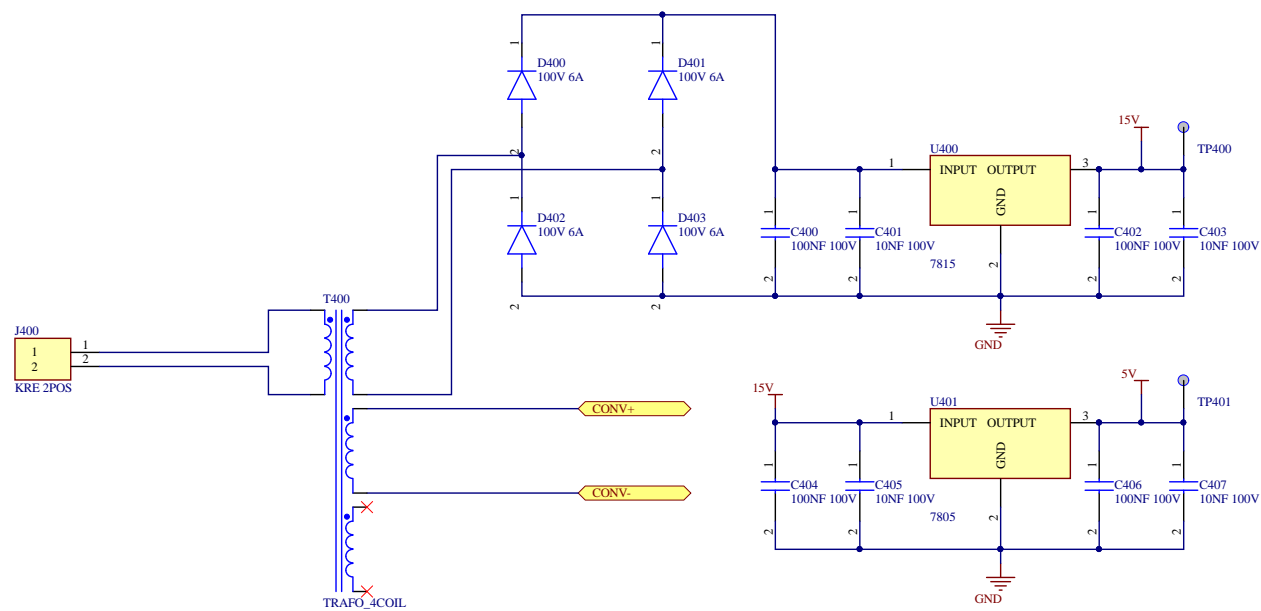 1
1
D400
100V 6A
D401
100V 6A
2
2
1
1
D402
100V 6A
D403
100V 6A
2
2
15V
TP400
U400
1
INPUT OUTPUT
3
GND
2
7815
1
C400
100NF 100V
2
1
C401
10NF 100V
2
1
C402
100NF 100V
2
1
C403
10NF 100V
2
GND
T400
J400
1
1
2
2
KRE 2POS
CONV+
CONV-
TRAFO_4COIL
15V
5V
TP401
U401
1
INPUT OUTPUT
3
GND
2
7805
1
C404
100NF 100V
2
1
C405
10NF 100V
2
1
C406
100NF 100V
2
1
C407
10NF 100V
2
GND